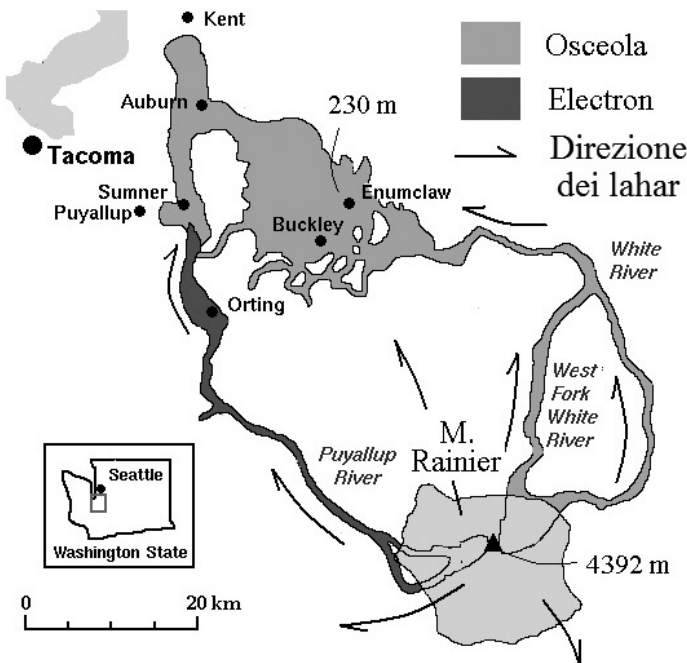 Kent
Osceola
Auburn
230 m
Electron
Tacoma
Direzione
dei lahar
Sumner
Enumclaw
Puyallup
Buckley
White
River
Orting
West
Fork
White
River
M.
Rainier
Puyallup
River
Seattle
Washington State
4392 m
0
20 km